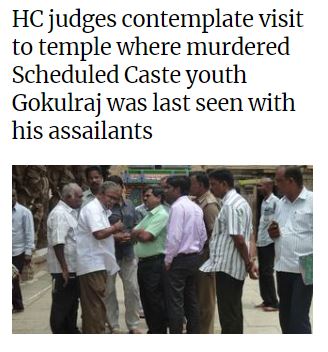 HC judges contemplate visit
to temple where murdered
Scheduled Caste youth
Gokulraj was last seen with
his assailants